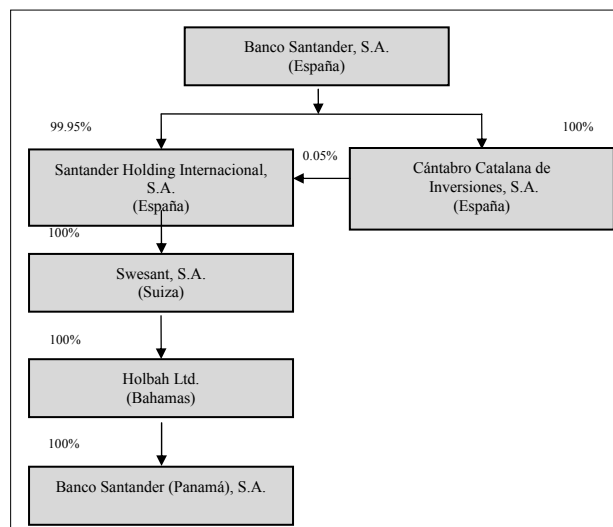 Banco Santander, S.A.
(España)
99.95%
100%
Santander Holding Internacional,
S.A.
(España)
0.05%
Cántabro Catalana de
Inversiones, S.A.
(España)
100%
Swesant, S.A.
(Suiza)
100%
Holbah Ltd.
(Bahamas)
100%
Banco Santander (Panamá), S.A.